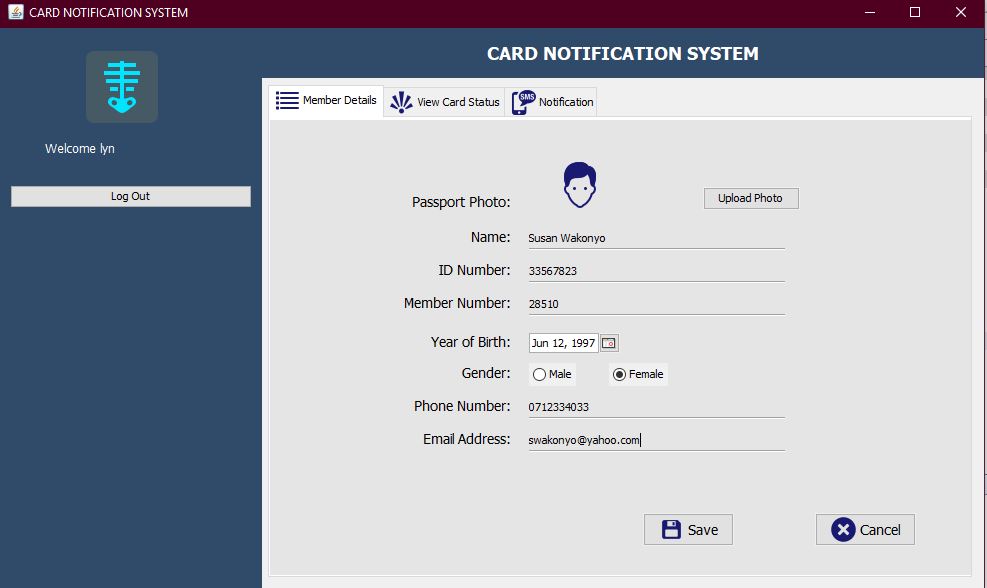 CARD NOTIFICATION SYSTEM
CARD NOTIFICATION SYSTEM
Welcome lyn
Log Out
Member Details View Card Status SMS Notification
Passport Photo: Upload Photo
Name: Susan Wakonyo
ID Number: 33567823
Member Number: 28510
Year of Birth: Jun 12, 1997
Gender: Male Female
Phone Number: 0712334033
Email Address: swakonyo@yahoo.com
Save Cancel